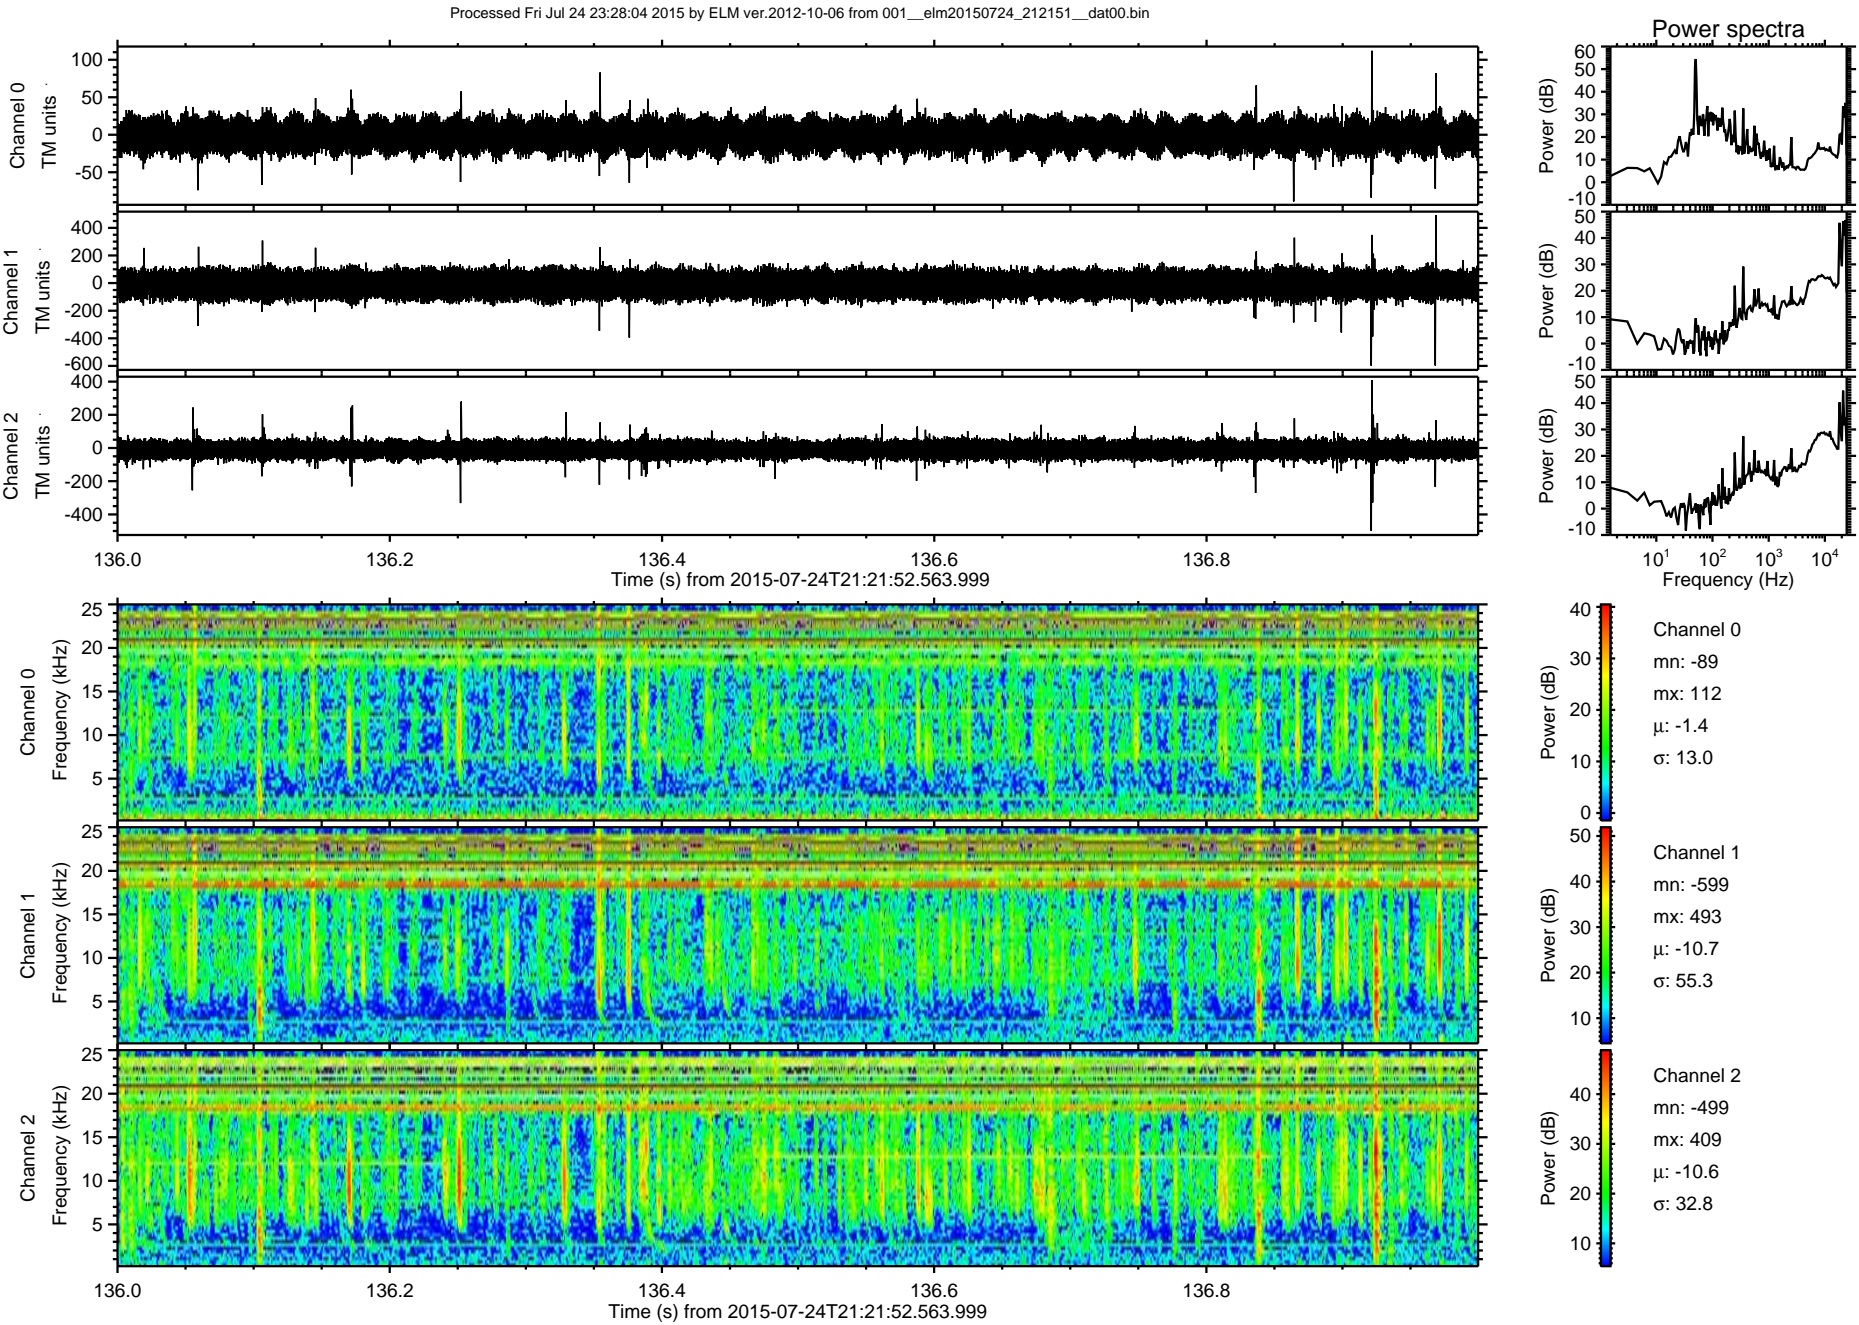 Processed Fri Jul 24 23:28:04 2015 by ELM ver.2012-10-06 from 001__elm20150724_212151__dat00.bin
Power spectra
Channel 0
TM units
100
50
0
-50
Power (dB)
60
50
40
30
20
10
0
-10
Channel 1
TM units
400
200
0
-200
-400
-600
Power (dB)
50
40
30
20
10
0
-10
Channel 2
TM units
400
200
0
-200
-400
Power (dB)
50
40
30
20
10
0
-10
136.0 136.2 136.4 136.6 136.8
Time (s) from 2015-07-24T21:21:52.563.999
10¹ 10² 10³ 10⁴
Frequency (Hz)
Channel 0
Frequency (kHz)
25
20
15
10
5
Power (dB)
40
30
20
10
0
Channel 0
mn: -89
mx: 112
μ: -1.4
σ: 13.0
Channel 1
Frequency (kHz)
25
20
15
10
5
Power (dB)
50
40
30
20
10
Channel 1
mn: -599
mx: 493
μ: -10.7
σ: 55.3
Channel 2
Frequency (kHz)
25
20
15
10
5
Power (dB)
40
30
20
10
Channel 2
mn: -499
mx: 409
μ: -10.6
σ: 32.8
136.0 136.2 136.4 136.6 136.8
Time (s) from 2015-07-24T21:21:52.563.999